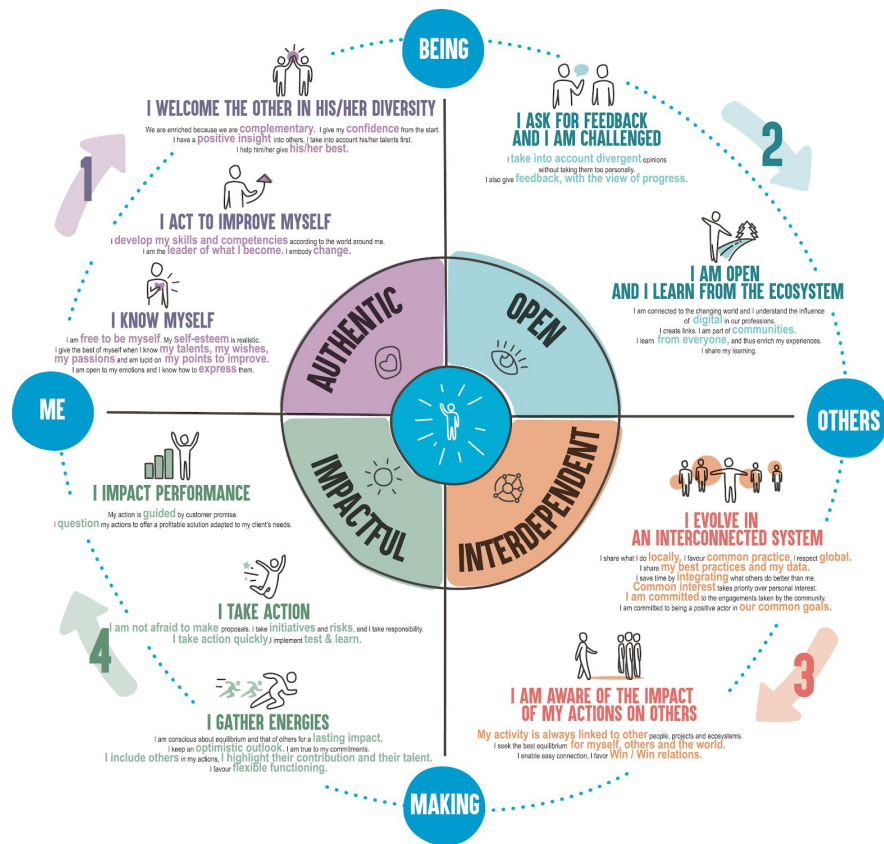 BEING
I WELCOME THE OTHER IN HIS/HER DIVERSITY
We are enriched because we are complementary. I give my confidence from the start.
I have a positive insight into others, I take into account his/her talents first.
I help him/her give his/her best.
1
I ACT TO IMPROVE MYSELF
I develop my skills and competencies according to the world around me.
I am the leader of what I become. I embody change.
I KNOW MYSELF
I am free to be myself. My self-esteem is realistic.
I give the best of myself when I know my talents, my wishes,
my passions and am lucid on my points to improve.
I am open to my emotions and I know how to express them.
I ASK FOR FEEDBACK
AND I AM CHALLENGED
I take into account divergent opinions
without taking them too personally.
I also give feedback, with the view of progress.
2
I AM OPEN
AND I LEARN FROM THE ECOSYSTEM
I am connected to the changing world and I understand the influence
of digital in our professions.
I create links. I am part of communities.
I learn from everyone, and thus enrich my experiences.
I share my learning.
AUTHENTIC
OPEN
IMPACTFUL
INTERDEPENDENT
ME
OTHERS
I EVOLVE IN
AN INTERCONNECTED SYSTEM
I share what I do locally, I favour common practice, I respect global.
I share my best practices and my data.
I save time by integrating what others do better than me.
Common interest takes priority over personal interest.
I am committed to the engagements taken by the community.
I am committed to being a positive actor in our common goals.
3
I AM AWARE OF THE IMPACT
OF MY ACTIONS ON OTHERS
My activity is always linked to other people, projects and ecosystems.
I seek the best equilibrium for myself, others and the world.
I enable easy connection, I favor Win / Win relations.
I IMPACT PERFORMANCE
My action is guided by customer promise.
I question my actions to offer a profitable solution adapted to my client's needs.
I TAKE ACTION
I am not afraid to make proposals. I take initiatives and risks, and I take responsibility.
I take action quickly,I implement test & learn.
4
I GATHER ENERGIES
I am conscious about equilibrium and that of others for a lasting impact.
I keep an optimistic outlook. I am true to my commitments.
I include others in my actions, I highlight their contribution and their talent.
I favour flexible functioning.
MAKING